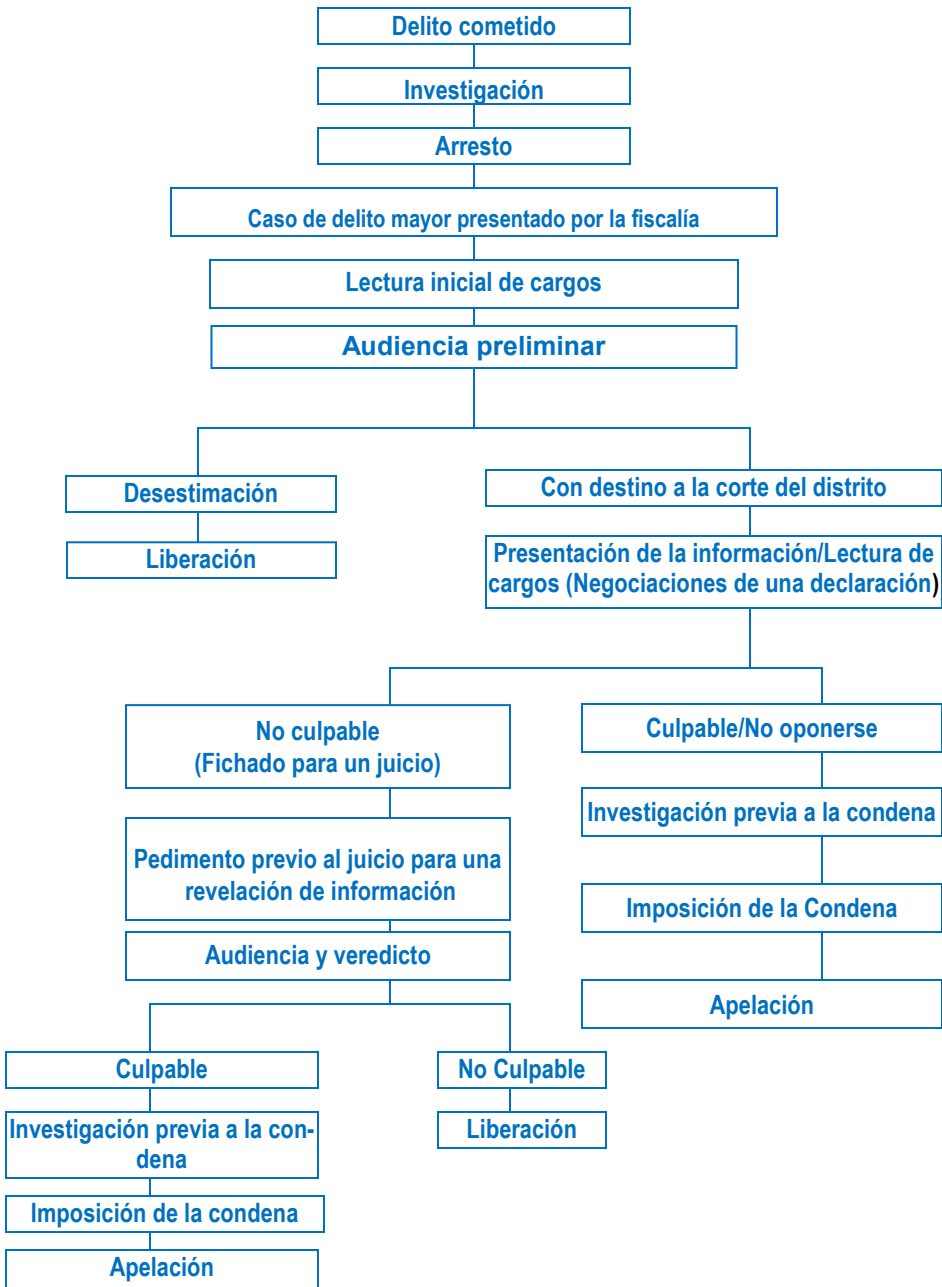 Delito cometido
Investigación
Arresto
Caso de delito mayor presentado por la fiscalía
Lectura inicial de cargos
Audiencia preliminar
Desestimación
Liberación
Con destino a la corte del distrito
Presentación de la información/Lectura de
cargos (Negociaciones de una declaración)
No culpable
(Fichado para un juicio)
Pedimento previo al juicio para una
revelación de información
Audiencia y veredicto
Culpable/No oponerse
Investigación previa a la condena
Imposición de la Condena
Apelación
Culpable
Investigación previa a la con-
dena
Imposición de la condena
Apelación
No Culpable
Liberación